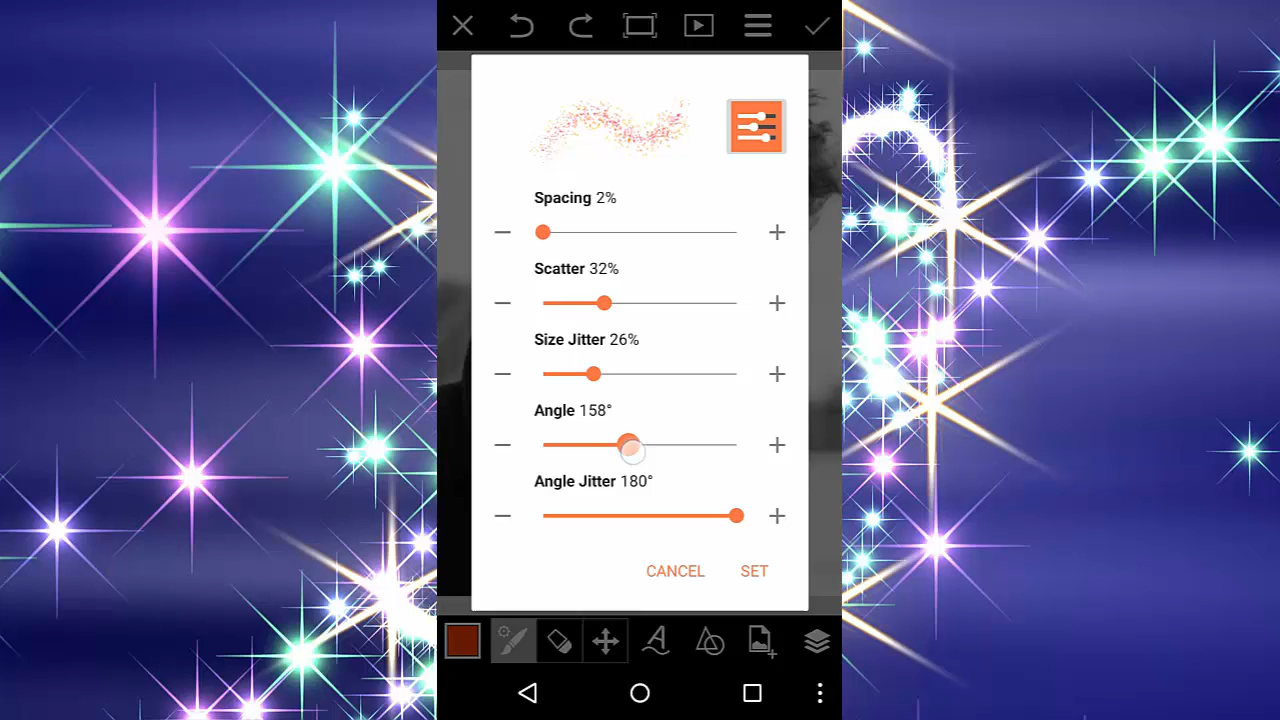 Spacing 2%
Scatter 32%
Size Jitter 26%
Angle 158°
Angle Jitter 180°
CANCEL SET